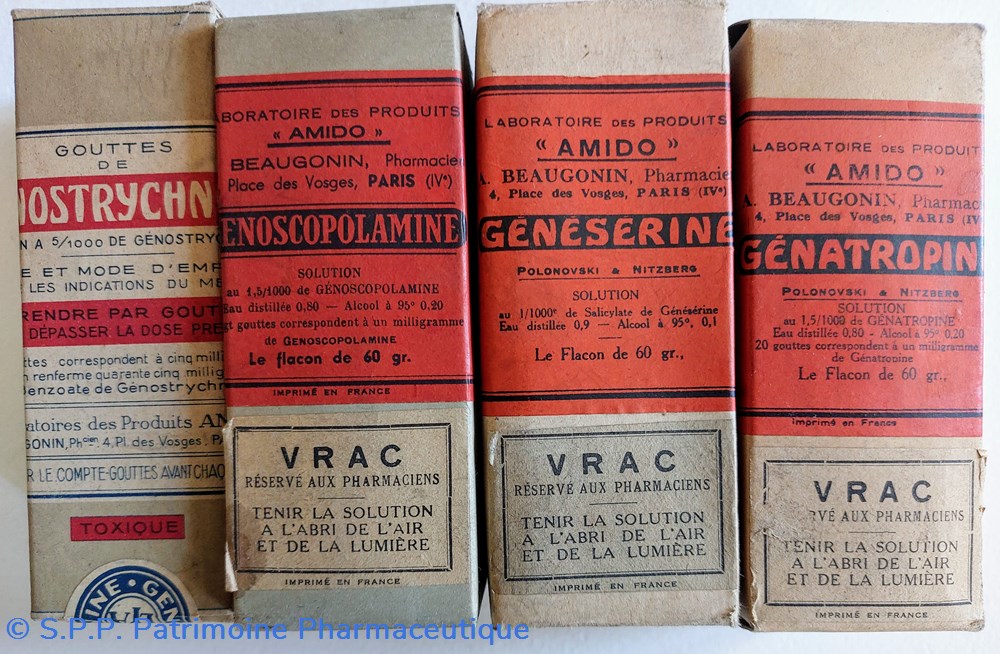 GOUTTES
DE
NOSTRYCHN
N A 5/1000 DE GÉNOSTRYC
E ET MODE D'EMP
LES INDICATIONS DU MÉ
RENDRE PAR GOUT
DÉPASSER LA DOSE PRE
ttes correspondent à cinq milli
n renferme quarante cinq millig
Benzoate de Génostrychn
atoires des Produits AN
GONIN, Phcien, 4, Pl. des Vosges, PA
R LE COMPTE-GOUTTES AVANT CHAQ
TOXIQUE
INE · GEN
LABORATOIRE DES PRODUITS
« AMIDO »
BEAUGONIN, Pharmacie
Place des Vosges, PARIS (IVe)
ENOSCOPOLAMINE
SOLUTION
au 1,5/1000 de GÉNOSCOPOLAMINE
Eau distillée 0,80 — Alcool à 95° 0,20
t gouttes correspondent à un milligramme
de GENOSCOPOLAMINE
Le flacon de 60 gr.
IMPRIMÉ EN FRANCE
VRAC
RÉSERVÉ AUX PHARMACIENS
TENIR LA SOLUTION
A L'ABRI DE L'AIR
ET DE LA LUMIÈRE
IMPRIMÉ EN FRANCE
LABORATOIRE DES PRODUITS
« AMIDO »
A. BEAUGONIN, Pharmacie
4, Place des Vosges, PARIS (IVe)
GÉNÉSÉRINE
POLONOVSKI & NITZBERG
SOLUTION
au 1/1000e de Salicylate de Génésérine
Eau distillée 0,9 — Alcool à 95°, 0,1
Le Flacon de 60 gr.,
VRAC
RÉSERVÉ AUX PHARMACIENS
TENIR LA SOLUTION
A L'ABRI DE L'AIR
ET DE LA LUMIÈRE
IMPRIMÉ EN FRANCE
LABORATOIRE DES PRODUIT
« AMIDO »
A. BEAUGONIN, Pharmac
4, Place des Vosges, PARIS (IV
GÉNATROPIN
POLONOVSKI & NITZBERG
SOLUTION
au 1,5/1000 de GÉNATROPINE
Eau distillée 0,80 - Alcool à 95° 0,20
20 gouttes correspondent à un milligramme
de Génatropine
Le Flacon de 60 gr.,
Imprimé en France
VRAC
RVÉ AUX PHARMACIENS
TENIR LA SOLUTION
A L'ABRI DE L'AIR
ET DE LA LUMIÈRE
IMPRIMÉ EN FRANCE
© S.P.P. Patrimoine Pharmaceutique